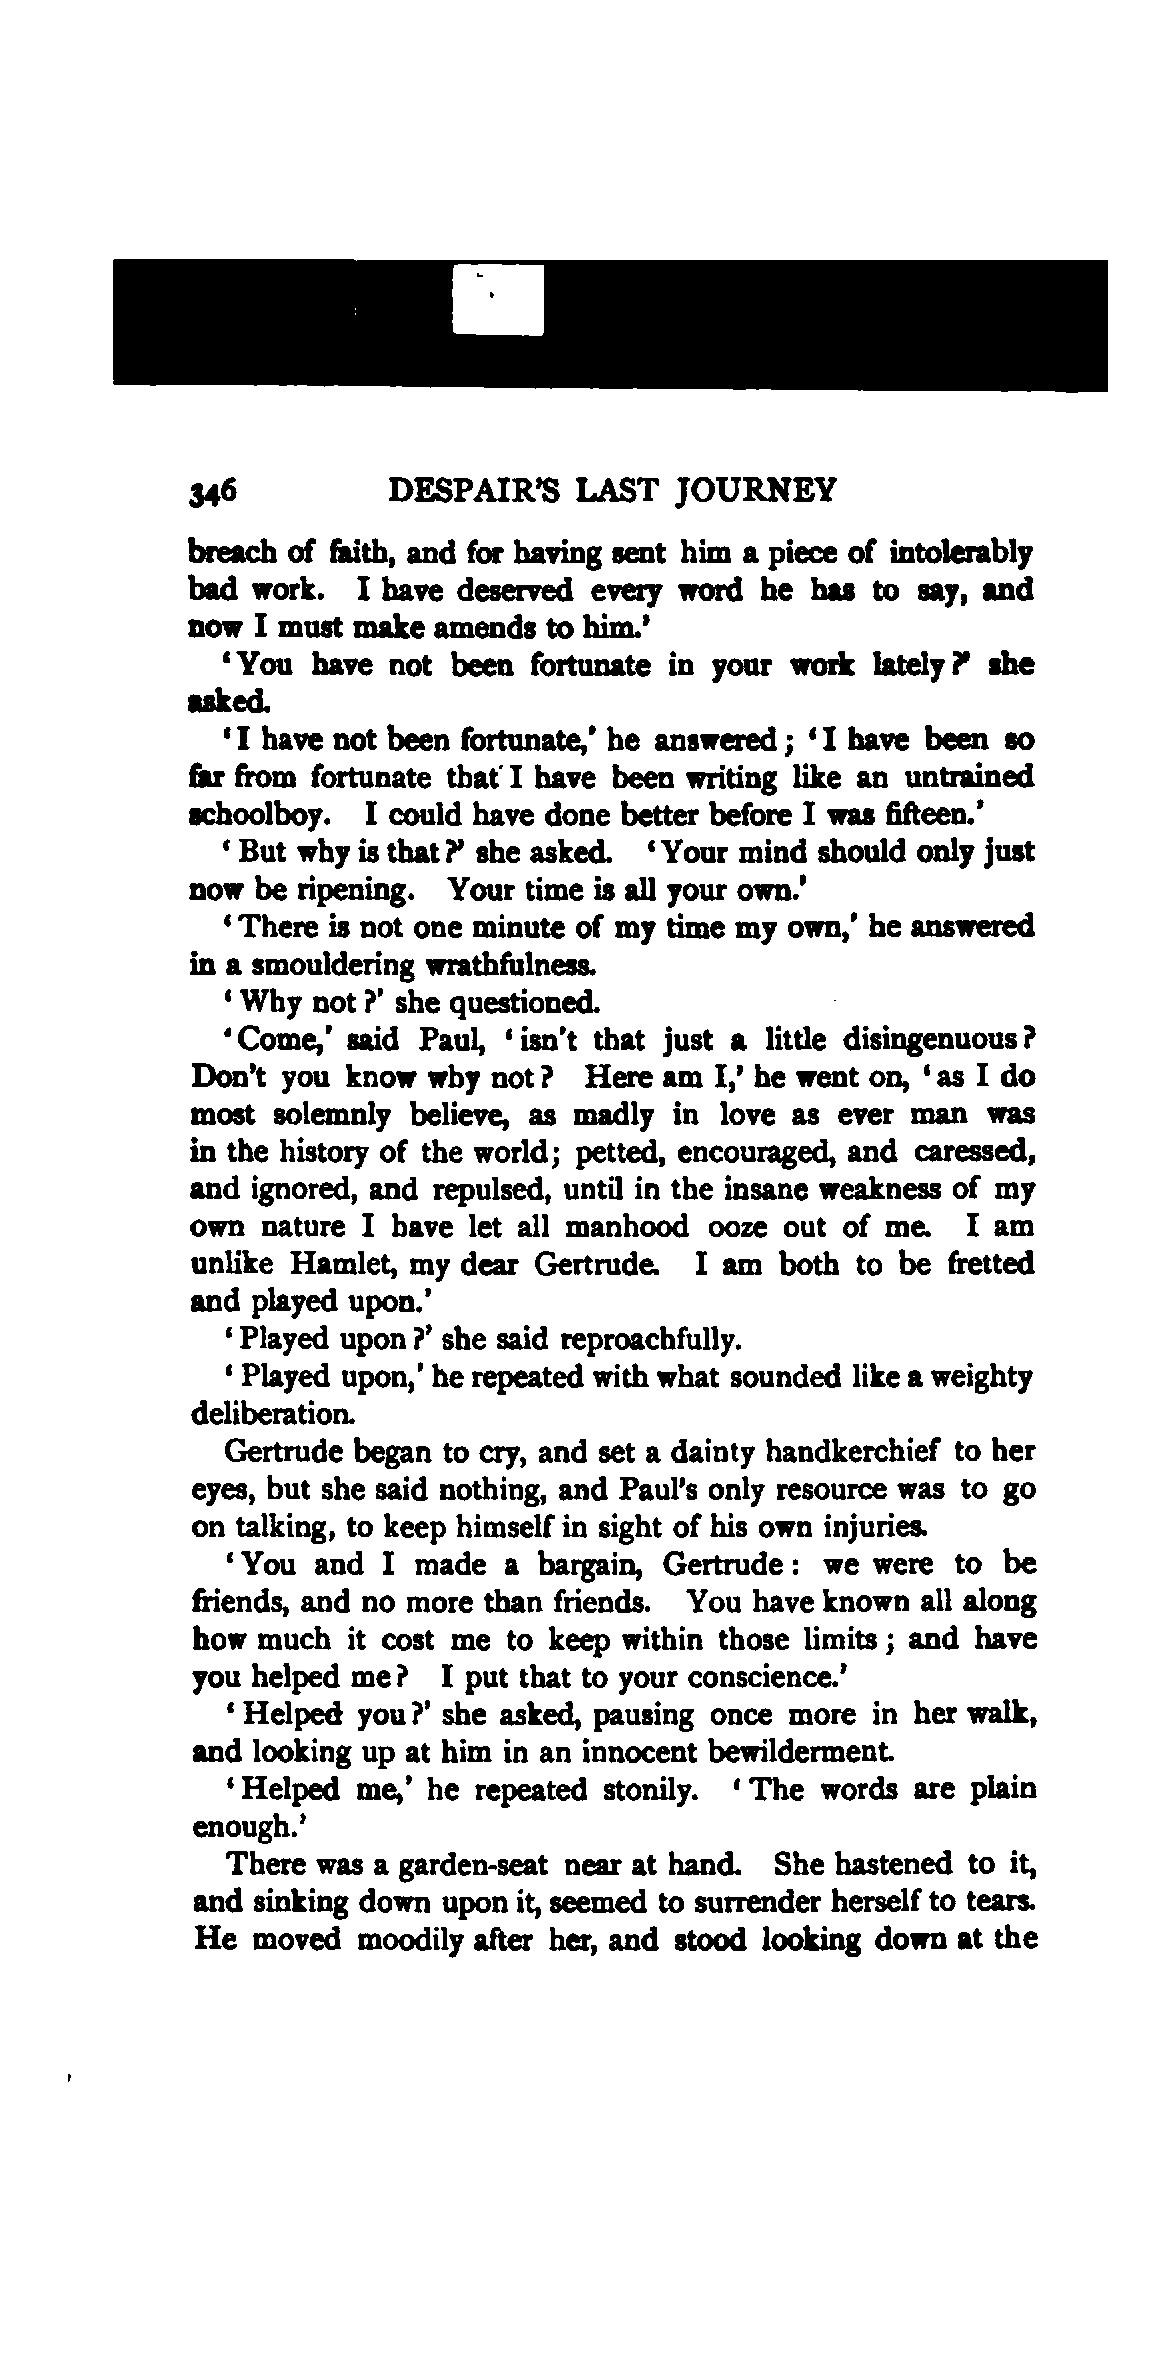 346 DESPAIR'S LAST JOURNEY
breach of faith, and for having sent him a piece of intolerably
bad work. I have deserved every word he has to say, and
now I must make amends to him.'
'You have not been fortunate in your work lately?' she
asked.
'I have not been fortunate,' he answered; 'I have been so
far from fortunate that I have been writing like an untrained
schoolboy. I could have done better before I was fifteen.'
'But why is that?' she asked. 'Your mind should only just
now be ripening. Your time is all your own.'
'There is not one minute of my time my own,' he answered
in a smouldering wrathfulness.
'Why not?' she questioned.
'Come,' said Paul, 'isn't that just a little disingenuous?
Don't you know why not? Here am I,' he went on, 'as I do
most solemnly believe, as madly in love as ever man was
in the history of the world; petted, encouraged, and caressed,
and ignored, and repulsed, until in the insane weakness of my
own nature I have let all manhood ooze out of me. I am
unlike Hamlet, my dear Gertrude. I am both to be fretted
and played upon.'
'Played upon?' she said reproachfully.
'Played upon,' he repeated with what sounded like a weighty
deliberation.
Gertrude began to cry, and set a dainty handkerchief to her
eyes, but she said nothing, and Paul's only resource was to go
on talking, to keep himself in sight of his own injuries.
'You and I made a bargain, Gertrude: we were to be
friends, and no more than friends. You have known all along
how much it cost me to keep within those limits; and have
you helped me? I put that to your conscience.'
'Helped you?' she asked, pausing once more in her walk,
and looking up at him in an innocent bewilderment.
'Helped me,' he repeated stonily. 'The words are plain
enough.'
There was a garden-seat near at hand. She hastened to it,
and sinking down upon it, seemed to surrender herself to tears.
He moved moodily after her, and stood looking down at the